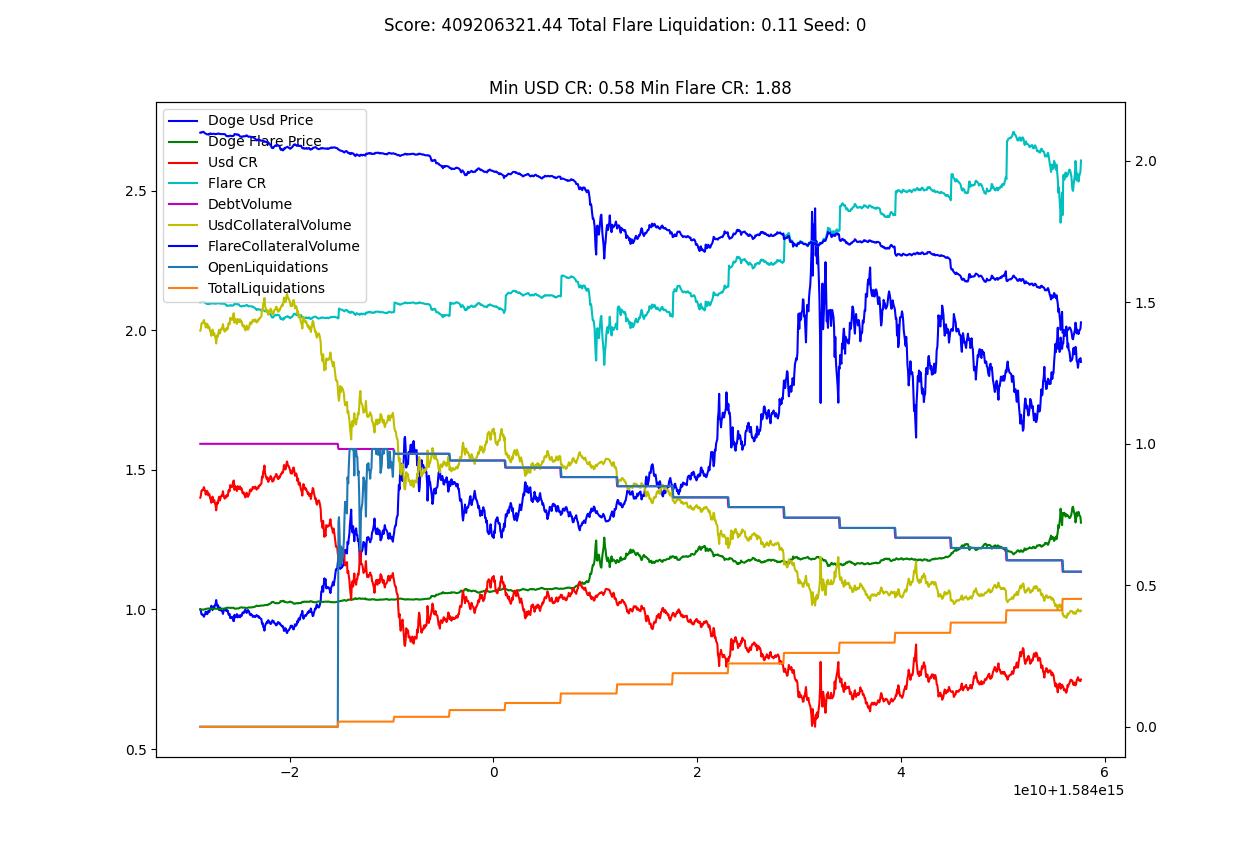 Score: 409206321.44 Total Flare Liquidation: 0.11 Seed: 0
Min USD CR: 0.58 Min Flare CR: 1.88
Doge Usd Price
Doge Flare Price
Usd CR
Flare CR
DebtVolume
UsdCollateralVolume
FlareCollateralVolume
OpenLiquidations
TotalLiquidations
2.5
2.0
1.5
1.0
0.5
2.0
1.5
1.0
0.5
0.0
−2
0
2
4
6
1e10+1.584e15